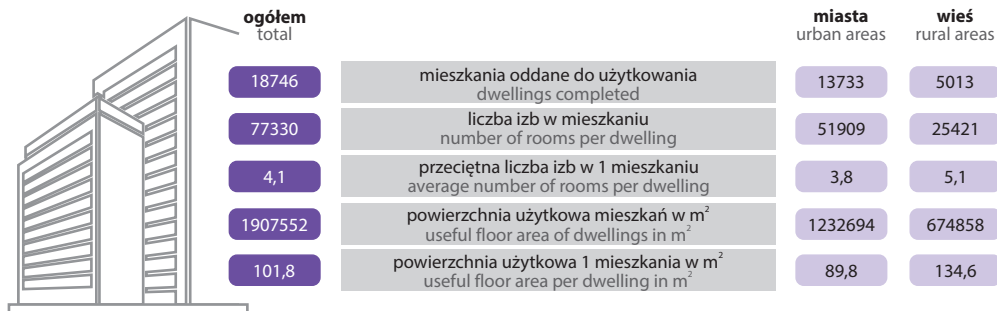 ogółem miasta wieś
total urban areas rural areas
18746 mieszkania oddane do użytkowania 13733 5013
dwellings completed
77330 liczba izb w mieszkaniu 51909 25421
number of rooms per dwelling
4,1 przeciętna liczba izb w 1 mieszkaniu 3,8 5,1
average number of rooms per dwelling
1907552 powierzchnia użytkowa mieszkań w m² 1232694 674858
useful floor area of dwellings in m²
101,8 powierzchnia użytkowa 1 mieszkania w m² 89,8 134,6
useful floor area per dwelling in m²